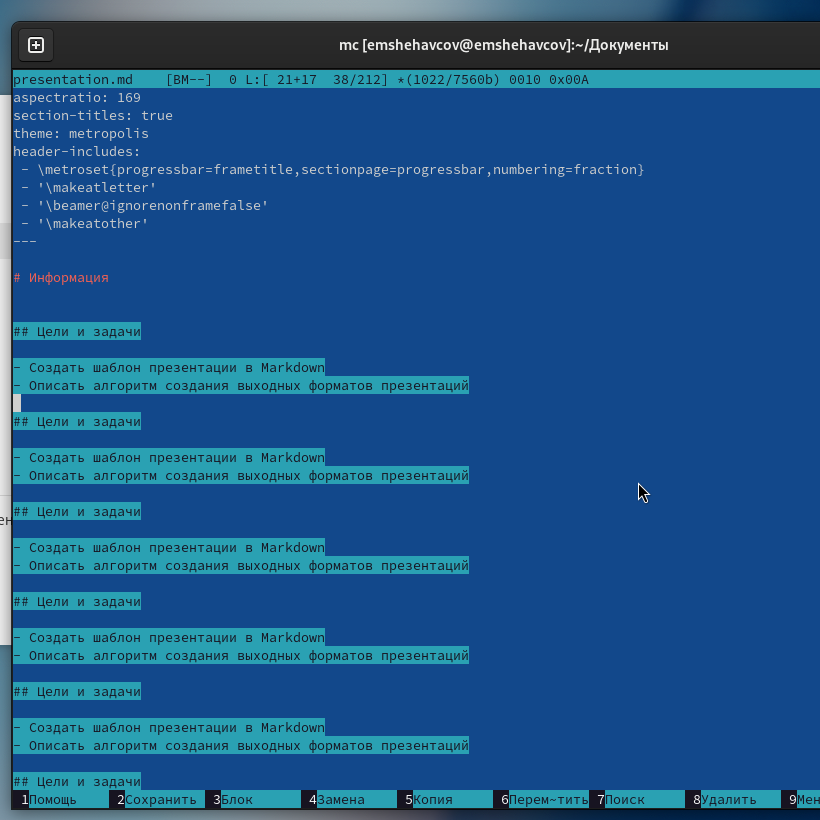 mc [emshehavcov@emshehavcov]:~/Документы
presentation.md    [BM--]  0 L:[ 21+17  38/212] *(1022/7560b) 0010 0x00A
aspectratio: 169
section-titles: true
theme: metropolis
header-includes:
 - \metroset{progressbar=frametitle,sectionpage=progressbar,numbering=fraction}
 - '\makeatletter'
 - '\beamer@ignorenonframefalse'
 - '\makeatother'
---
# Информация
## Цели и задачи
- Создать шаблон презентации в Markdown
- Описать алгоритм создания выходных форматов презентаций
## Цели и задачи
- Создать шаблон презентации в Markdown
- Описать алгоритм создания выходных форматов презентаций
## Цели и задачи
- Создать шаблон презентации в Markdown
- Описать алгоритм создания выходных форматов презентаций
## Цели и задачи
- Создать шаблон презентации в Markdown
- Описать алгоритм создания выходных форматов презентаций
## Цели и задачи
- Создать шаблон презентации в Markdown
- Описать алгоритм создания выходных форматов презентаций
## Цели и задачи
1Помощь 2Сохранить 3Блок 4Замена 5Копия 6Перем~тить 7Поиск 8Удалить 9Мен